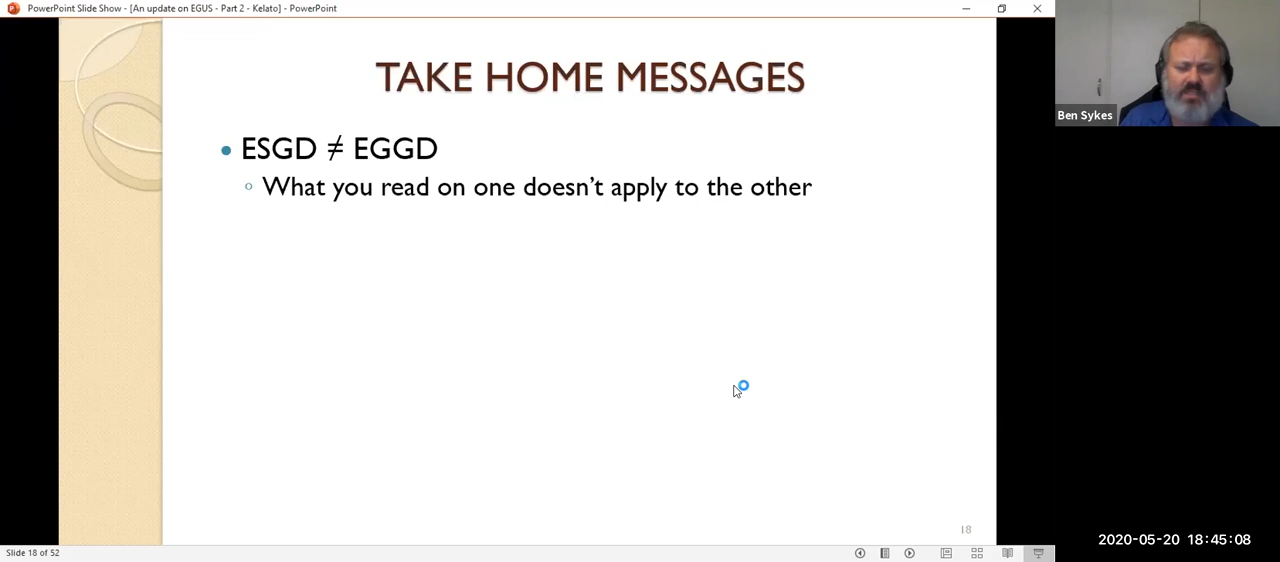 PowerPoint Slide Show - [An update on EGUS - Part 2 - Kelato] - PowerPoint
TAKE HOME MESSAGES
ESGD ≠ EGGD
What you read on one doesn't apply to the other
18
Slide 18 of 52
Ben Sykes
2020-05-20 18:45:08